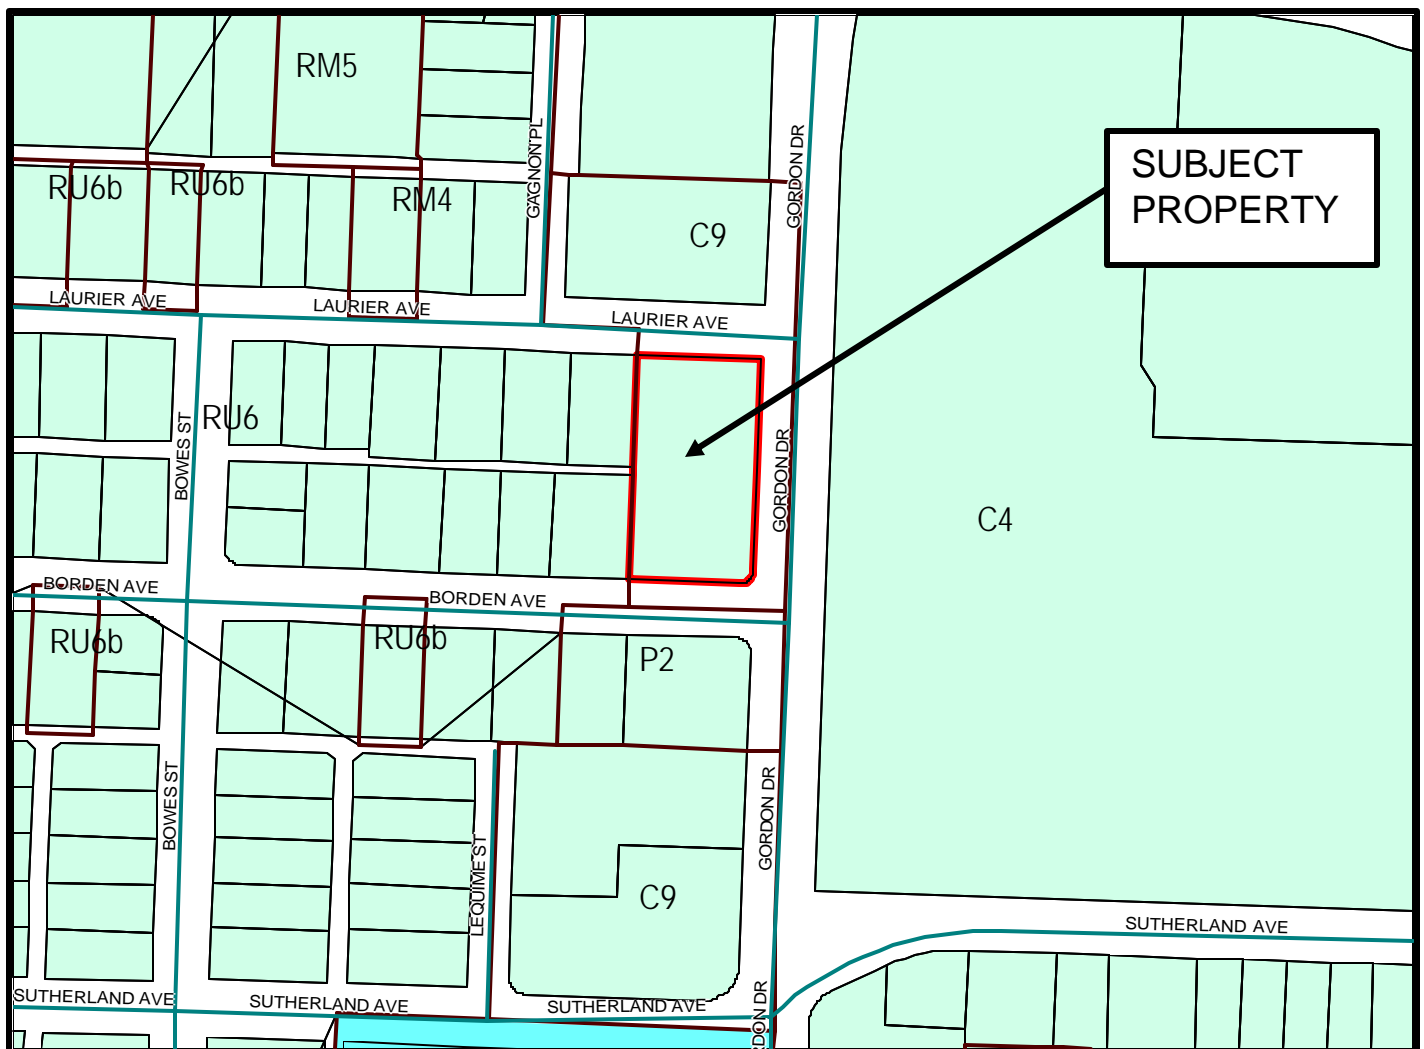 RM5
GAGNON PL
GORDON DR
SUBJECT
PROPERTY
RU6b
RU6b
RM4
C9
LAURIER AVE
LAURIER AVE
LAURIER AVE
RU6
BOWES ST
GORDON DR
C4
BORDEN AVE
BORDEN AVE
RU6b
RU6b
P2
BOWES ST
GORDON DR
LEQUIME ST
C9
SUTHERLAND AVE
SUTHERLAND AVE
SUTHERLAND AVE
SUTHERLAND AVE
RDON DR